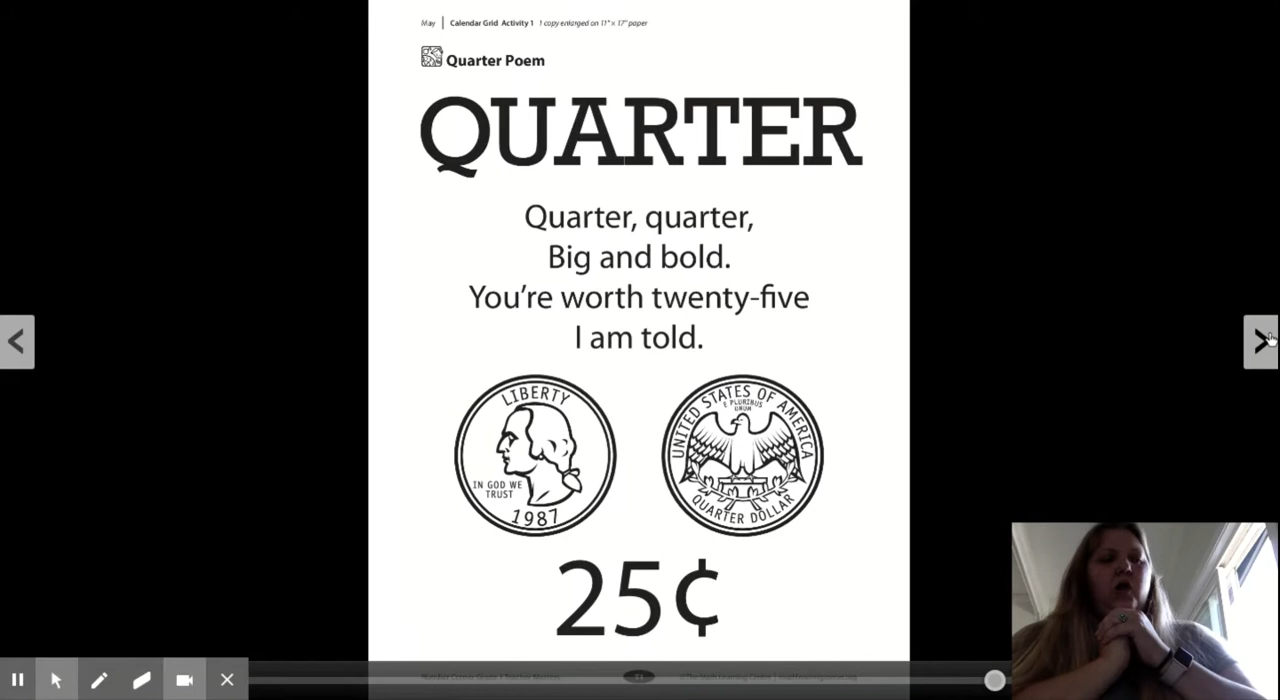 May | Calendar Grid Activity 1 1 copy enlarged on 11" × 17" paper
Quarter Poem
QUARTER
Quarter, quarter,
Big and bold.
You're worth twenty-five
I am told.
LIBERTY
IN GOD WE
TRUST
1987
UNITED STATES OF AMERICA
E PLURIBUS
UNUM
QUARTER DOLLAR
25¢